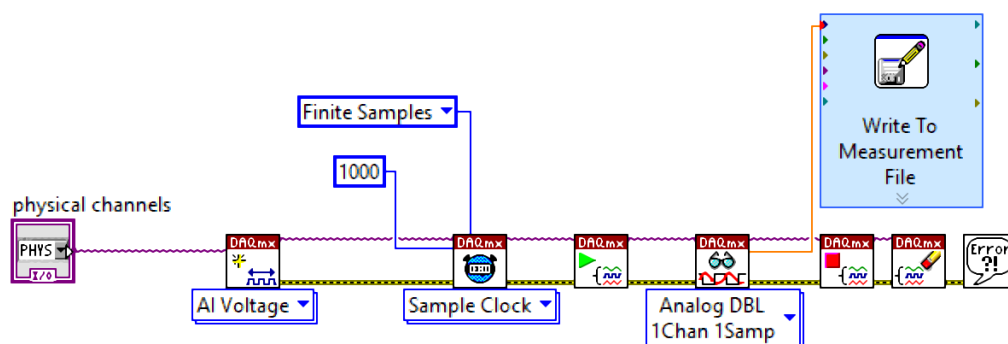 Write To
Measurement
File
Finite Samples
1000
physical channels
PHYS
I/O
DAQmx
DAQmx
DAQmx
DAQmx
DAQmx
DAQmx
Error
?!
AI Voltage
Sample Clock
Analog DBL
1Chan 1Samp